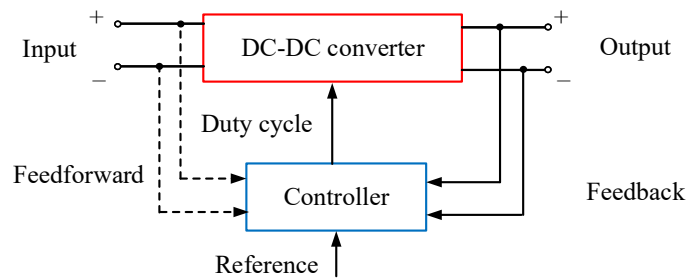 +
Input
−
DC-DC converter
+
Output
−
Duty cycle
Feedforward
Controller
Feedback
Reference